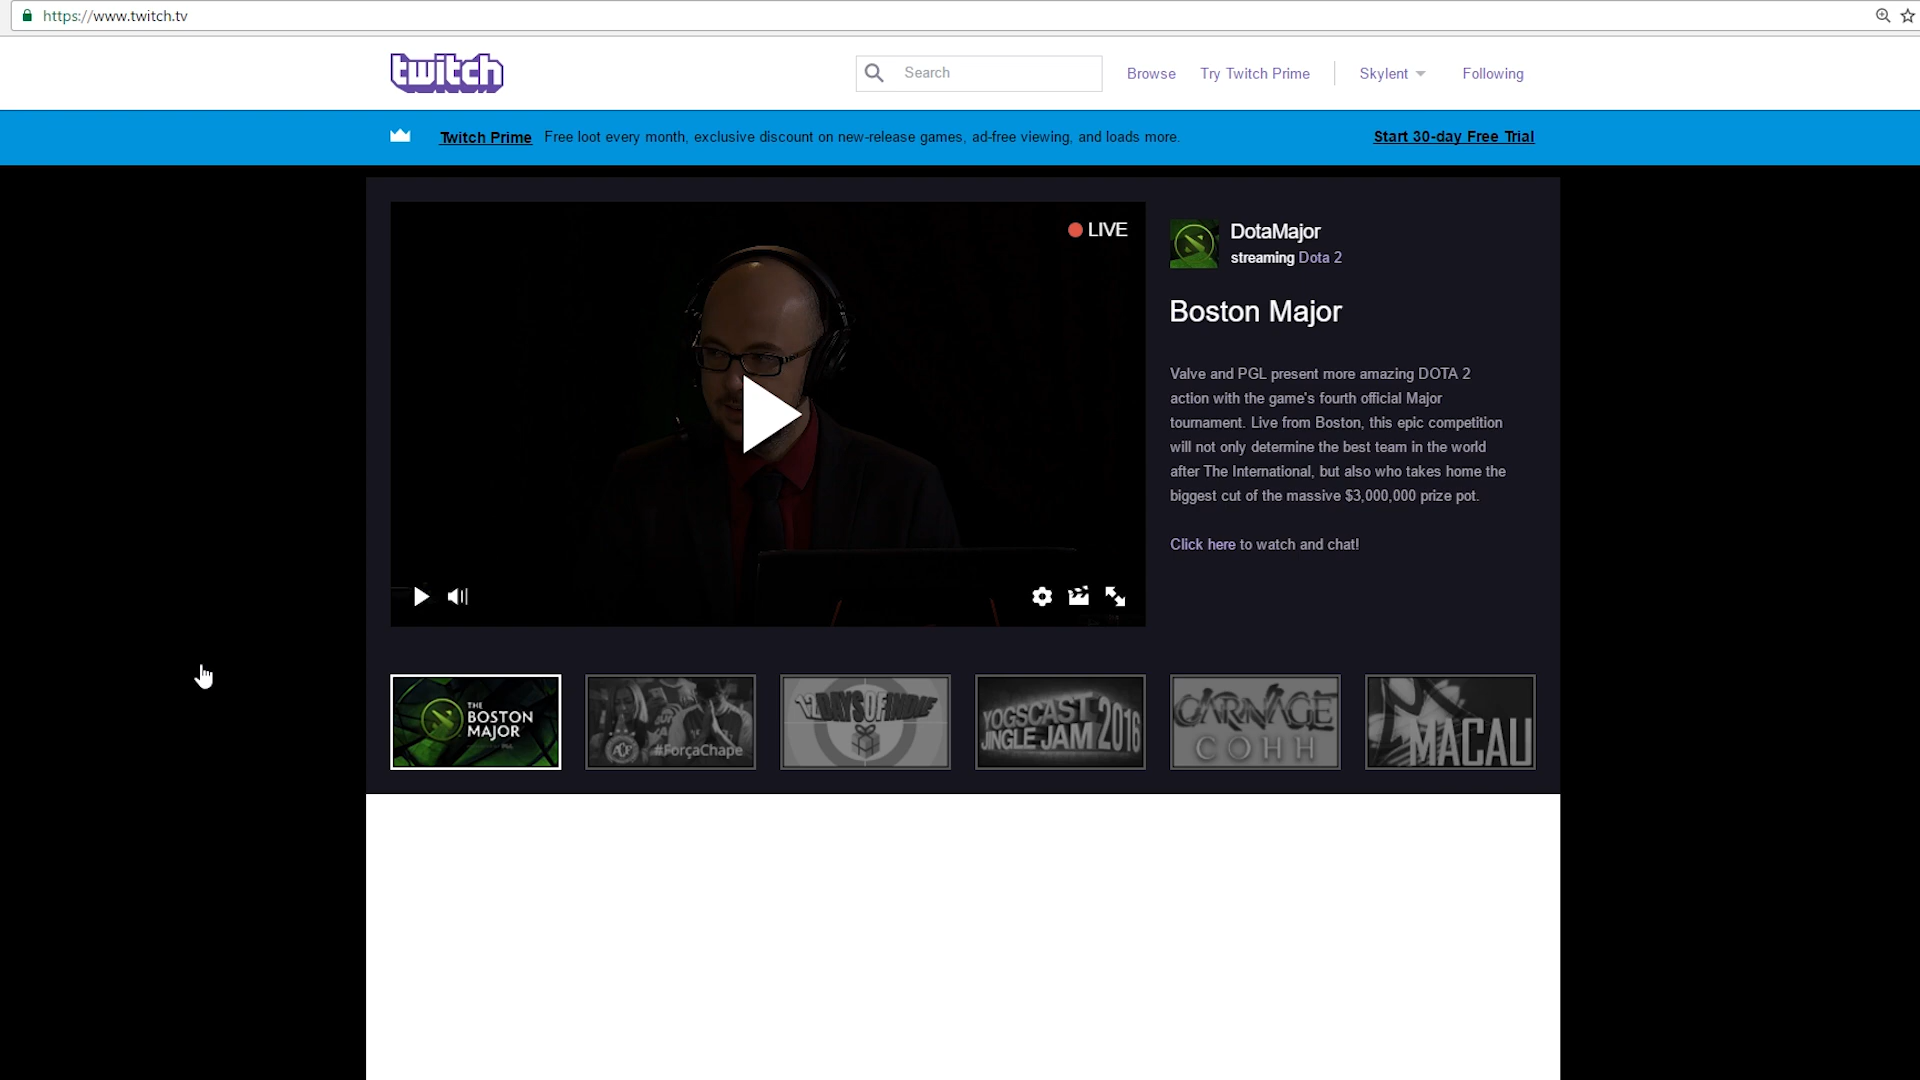 https://www.twitch.tv
twitch
Search
Browse
Try Twitch Prime
Skylent
Following
Twitch Prime Free loot every month, exclusive discount on new-release games, ad-free viewing, and loads more.
Start 30-day Free Trial
LIVE
DotaMajor
streaming Dota 2
Boston Major
Valve and PGL present more amazing DOTA 2
action with the game's fourth official Major
tournament. Live from Boston, this epic competition
will not only determine the best team in the world
after The International, but also who takes home the
biggest cut of the massive $3,000,000 prize pot.
Click here to watch and chat!
THE
BOSTON
MAJOR
#ForçaChape
12 DAYS OF INDIE
YOGSCAST
JINGLE JAM 2016
CARNAGE
COHH
MACAU